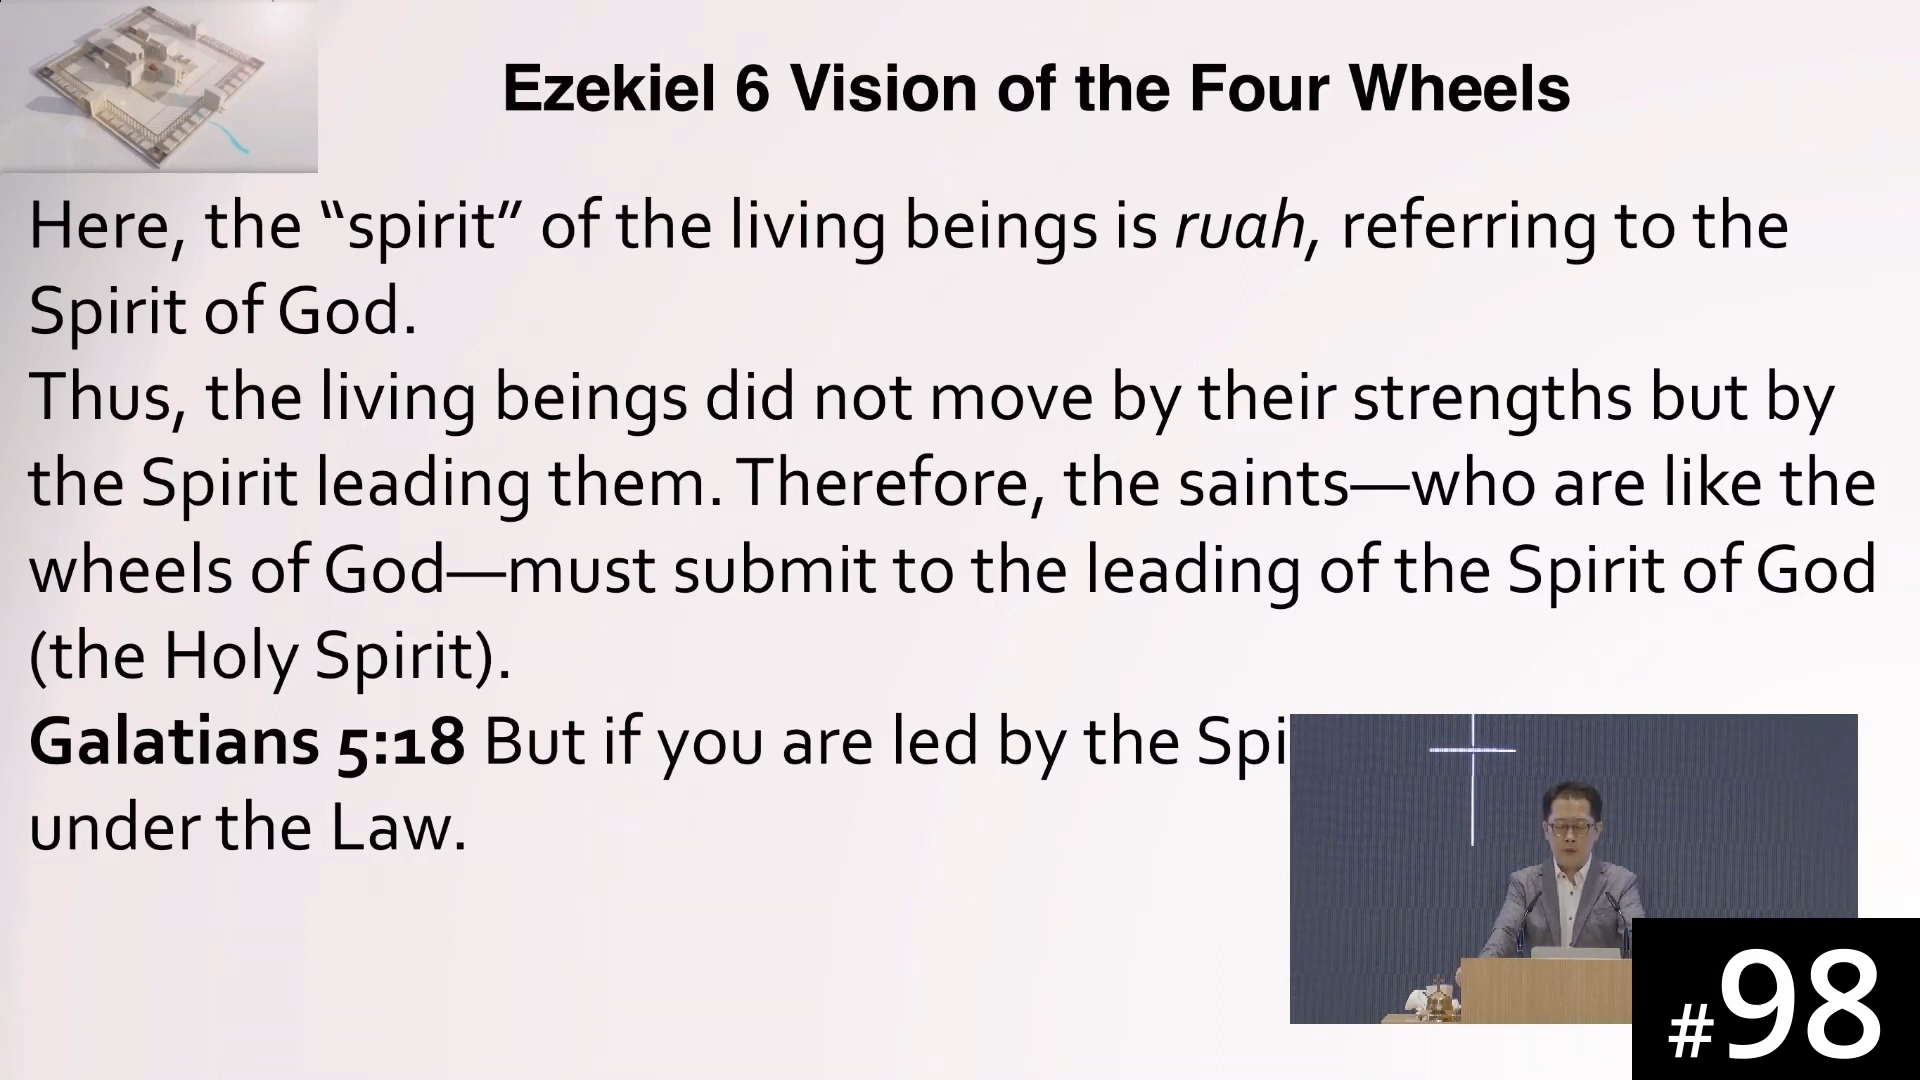 Ezekiel 6 Vision of the Four Wheels
Here, the “spirit” of the living beings is ruah, referring to the
Spirit of God.
Thus, the living beings did not move by their strengths but by
the Spirit leading them. Therefore, the saints—who are like the
wheels of God—must submit to the leading of the Spirit of God
(the Holy Spirit).
Galatians 5:18 But if you are led by the Spi
under the Law.
#98